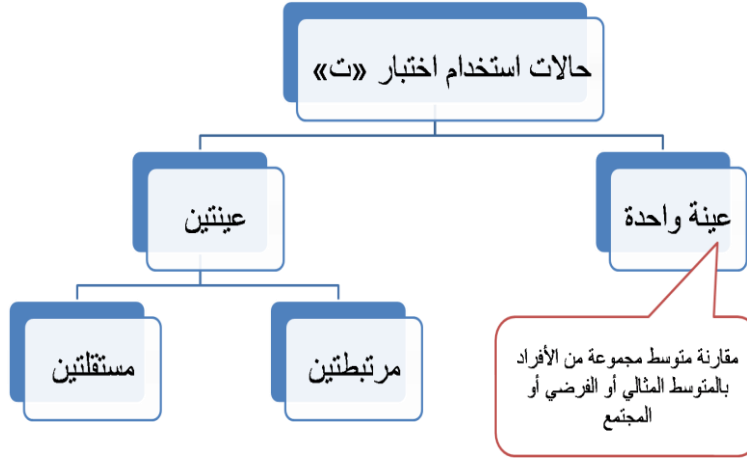 حالات استخدام اختبار «ت»
عينة واحدة
عينتين
مرتبطتين
مستقلتين
مقارنة متوسط مجموعة من الأفراد
بالمتوسط المثالي أو الفرضي أو
المجتمع